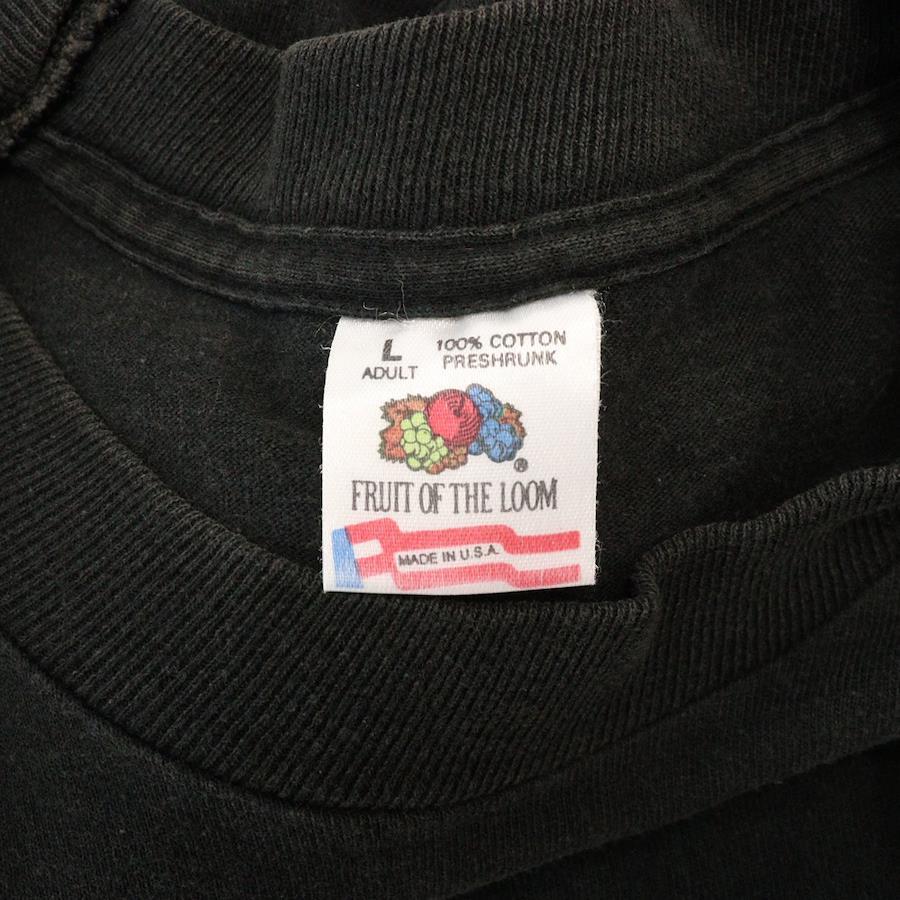 L
ADULT
100% COTTON
PRESHRUNK
®
FRUIT OF THE LOOM
MADE IN U.S.A.